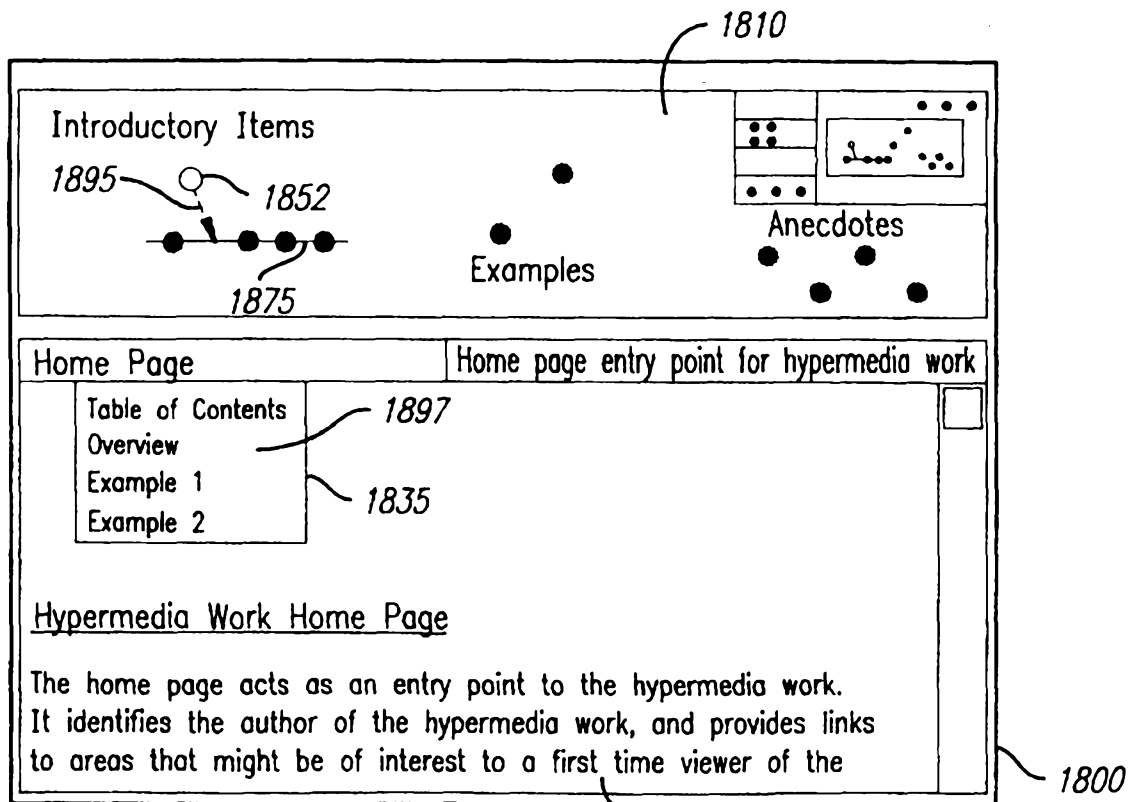 1810
Introductory Items
1895
1852
Anecdotes
Examples
1875
Home Page
Home page entry point for hypermedia work
Table of Contents
1897
Overview
Example 1
1835
Example 2
Hypermedia Work Home Page
The home page acts as an entry point to the hypermedia work.
It identifies the author of the hypermedia work, and provides links
to areas that might be of interest to a first time viewer of the
1800